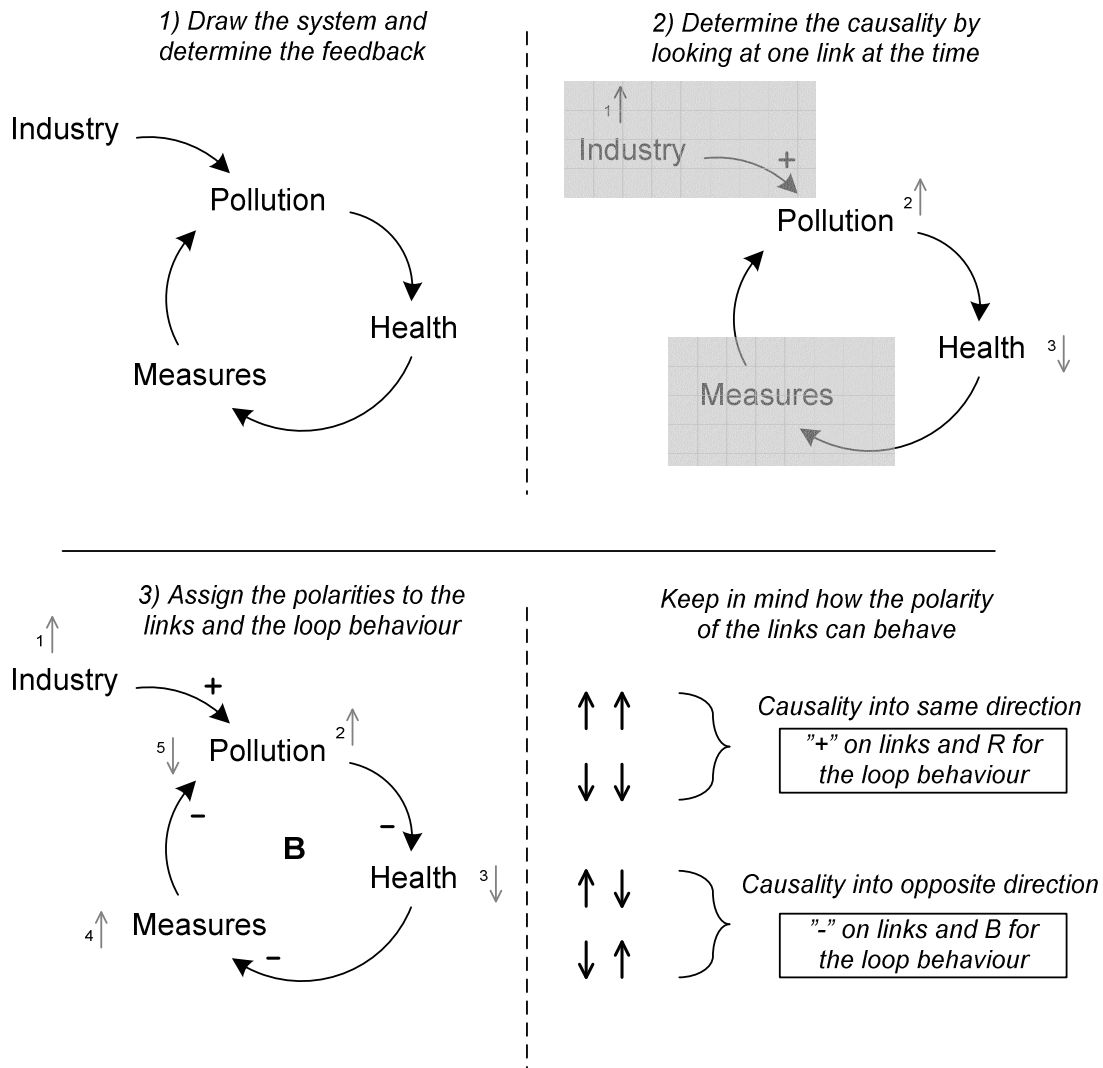 1) Draw the system and
determine the feedback
Industry
Pollution
Health
Measures
2) Determine the causality by
looking at one link at the time
1
Industry
+
Pollution 2
Health 3
Measures
3) Assign the polarities to the
links and the loop behaviour
1
Industry
+
Pollution 2
5
-
-
B
Health 3
Measures
4
-
Keep in mind how the polarity
of the links can behave
Causality into same direction
”+” on links and R for
the loop behaviour
Causality into opposite direction
”-” on links and B for
the loop behaviour